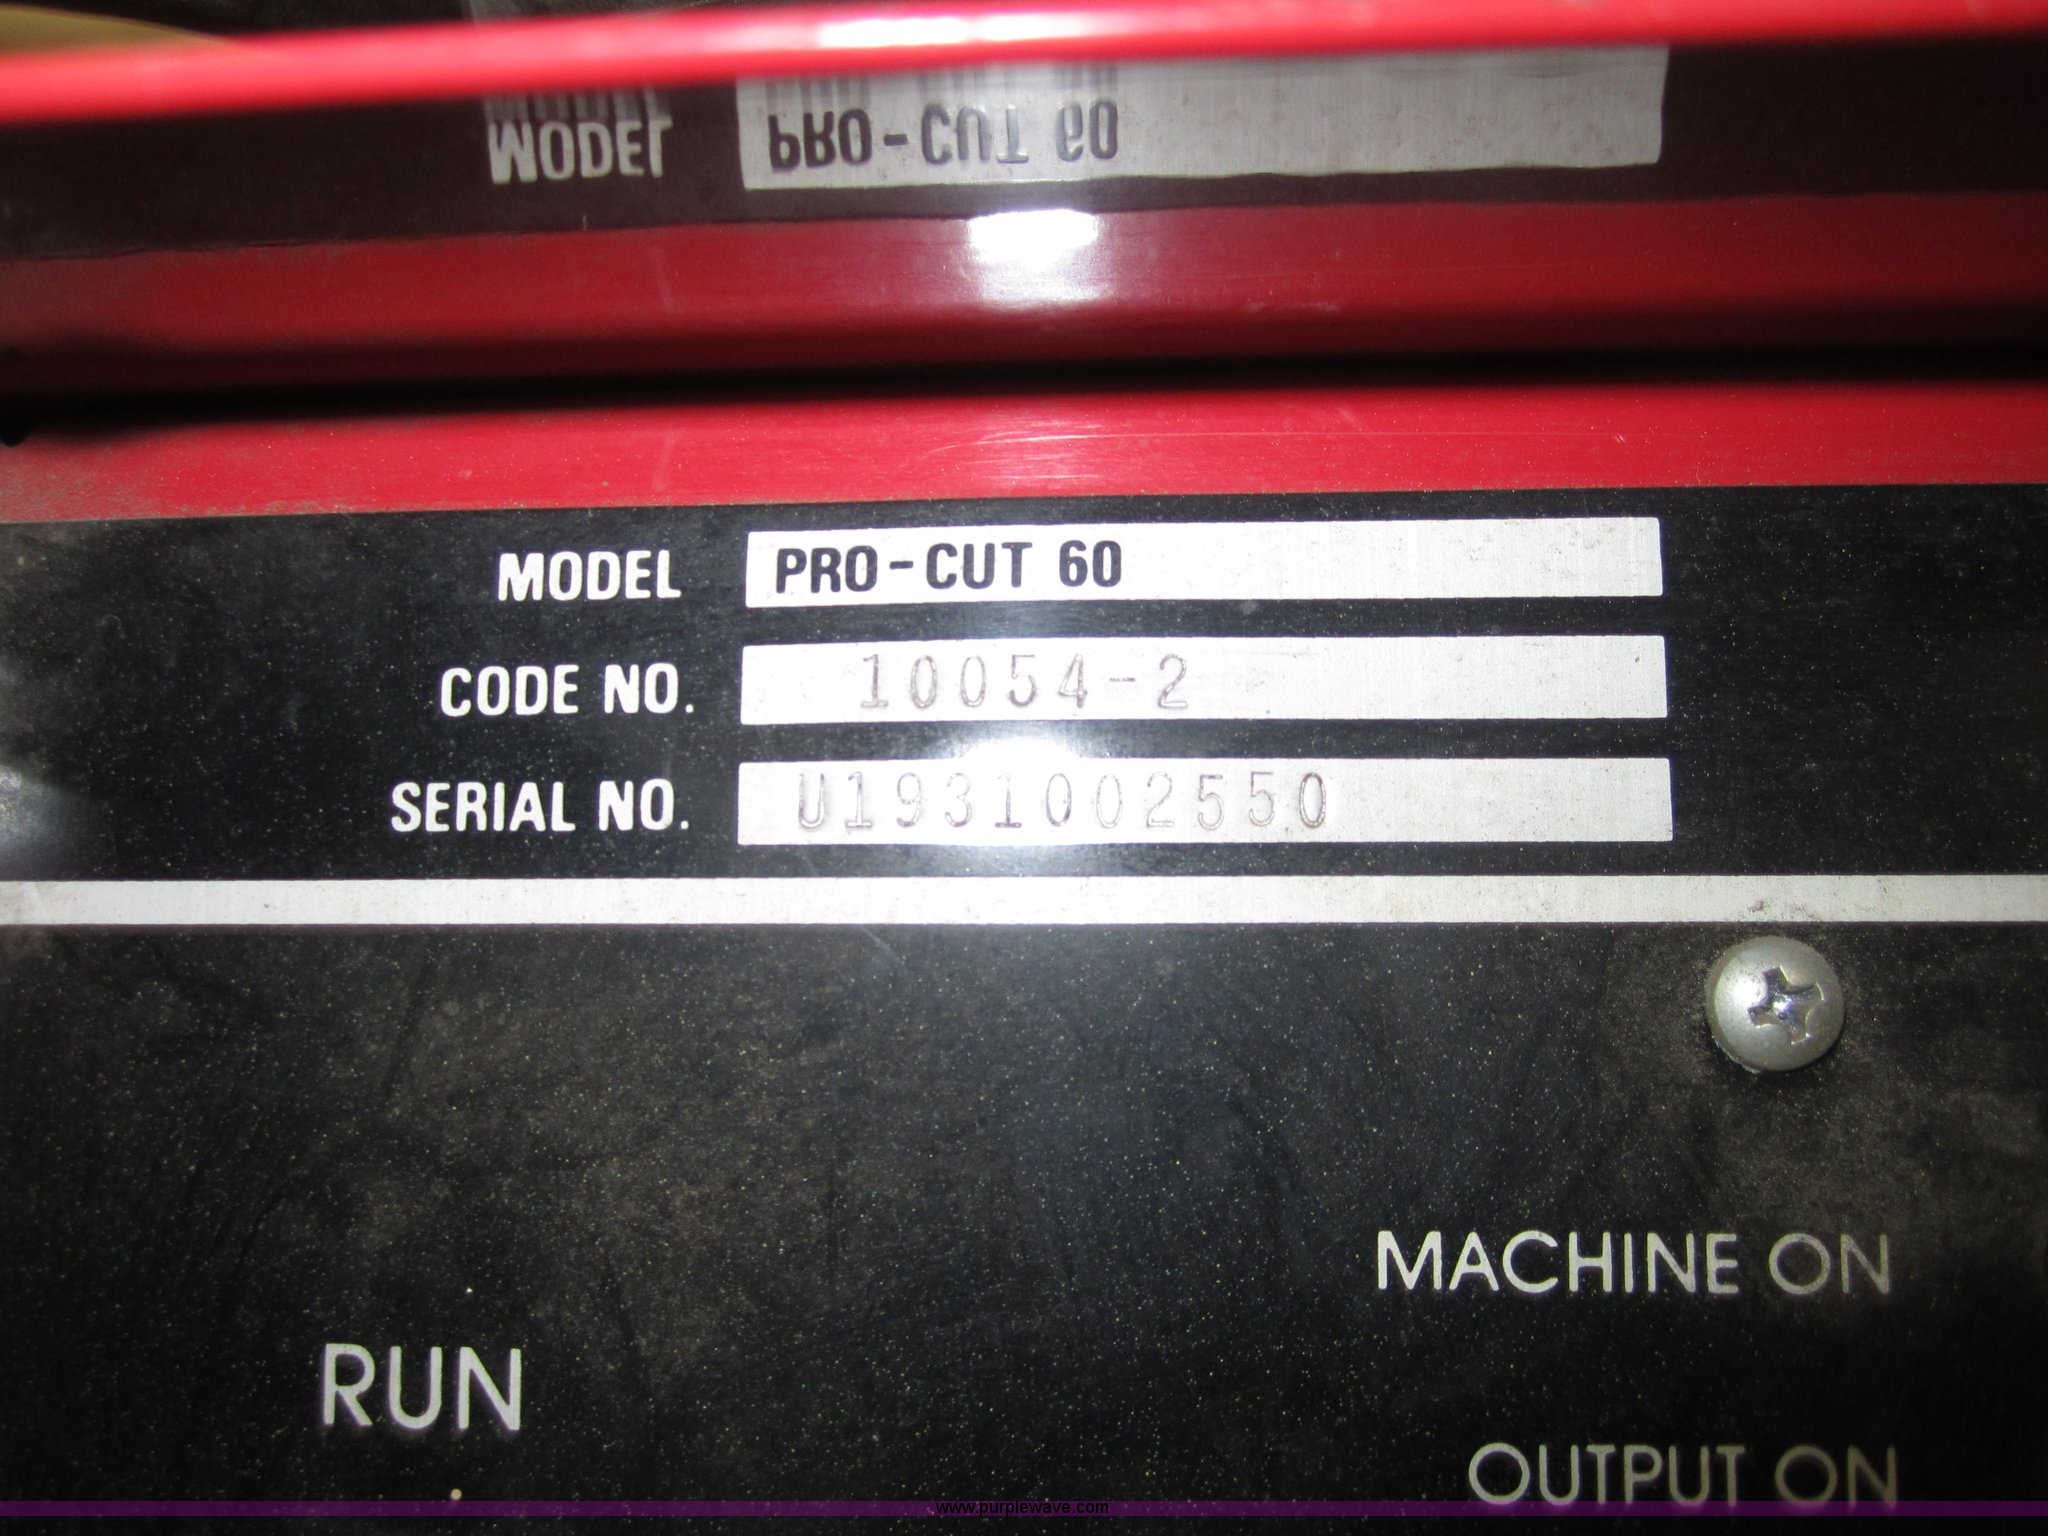 MODEL PRO-CUT 60
MODEL PRO-CUT 60
CODE NO. 10054-2
SERIAL NO. U1931002550
MACHINE ON
RUN
OUTPUT ON
www.purplewave.com